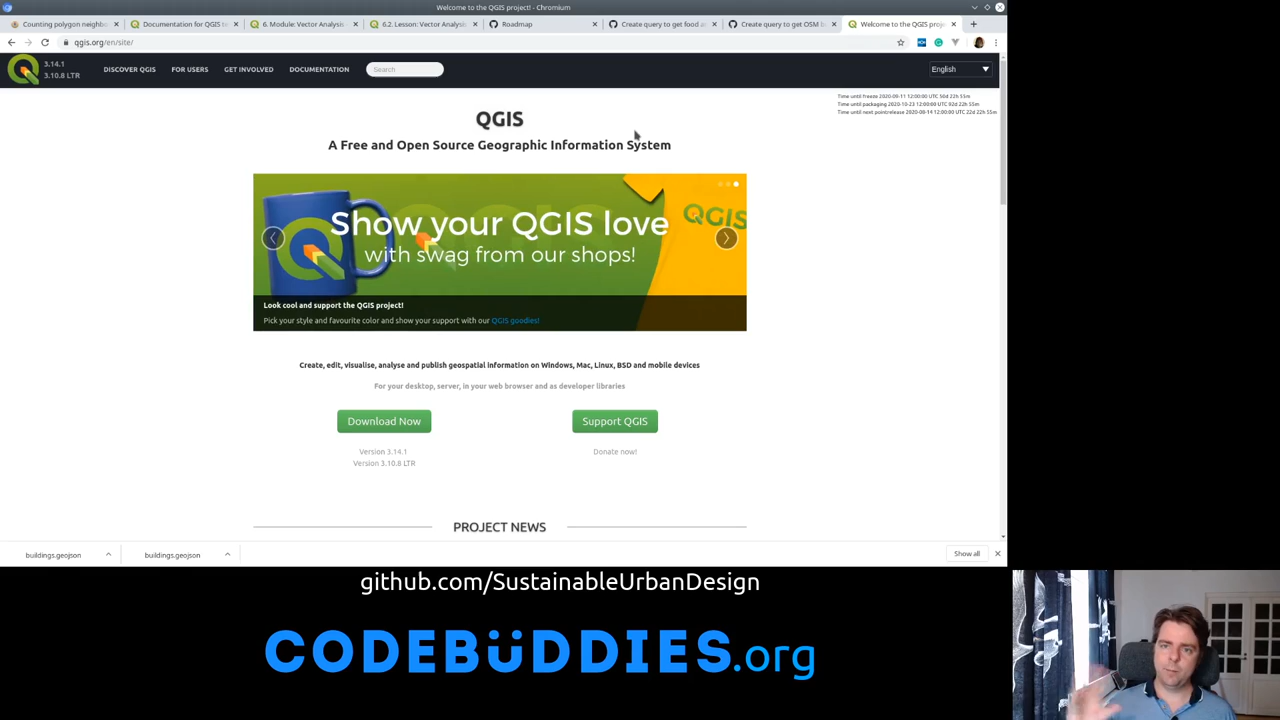 Welcome to the QGIS project! - Chromium
Counting polygon neighbo
Documentation for QGIS te
6. Module: Vector Analysis
6.2. Lesson: Vector Analysis
Roadmap
Create query to get food a
Create query to get OSM b
Welcome to the QGIS proje
qgis.org/en/site/
3.14.1
3.10.8 LTR
DISCOVER QGIS
FOR USERS
GET INVOLVED
DOCUMENTATION
Search
English
Time until freeze 2020-09-11 12:00:00 UTC 50d 22h 55m
Time until packaging 2020-10-23 12:00:00 UTC 92d 22h 55m
Time until next pointrelease 2020-08-14 12:00:00 UTC 22d 22h 55m
QGIS
A Free and Open Source Geographic Information System
QGIS
Show your QGIS love
with swag from our shops!
Look cool and support the QGIS project!
Pick your style and favourite color and show your support with our QGIS goodies!
Create, edit, visualise, analyse and publish geospatial information on Windows, Mac, Linux, BSD and mobile devices
For your desktop, server, in your web browser and as developer libraries
Download Now
Support QGIS
Version 3.14.1
Donate now!
Version 3.10.8 LTR
PROJECT NEWS
buildings.geojson
buildings.geojson
Show all
github.com/SustainableUrbanDesign
CODEBÜDDIES.org